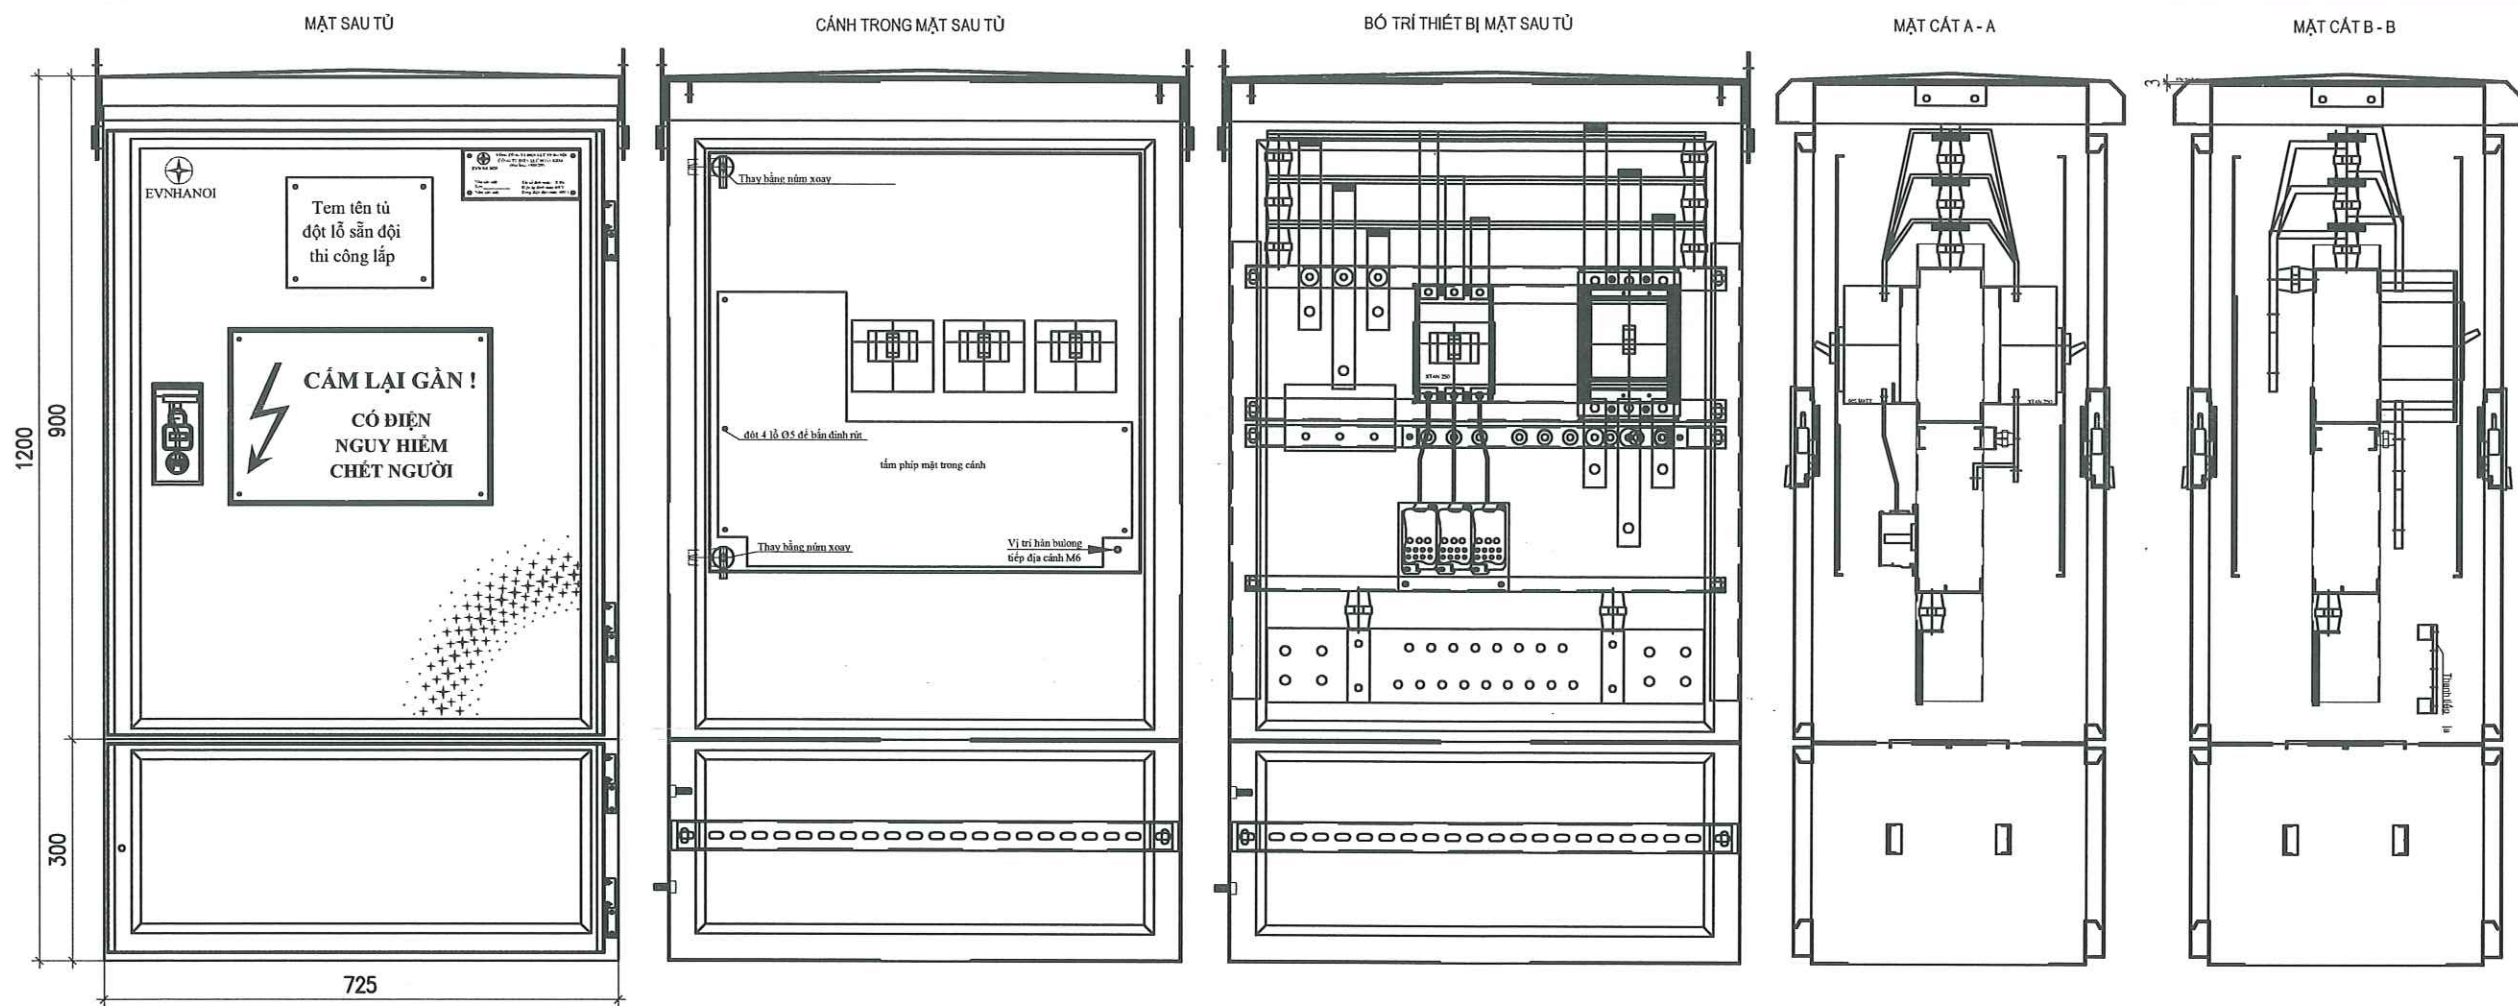 MẶT SAU TỦ
CÁNH TRONG MẶT SAU TỦ
BỐ TRÍ THIẾT BỊ MẶT SAU TỦ
MẶT CẮT A - A
MẶT CẮT B - B
EVNHANOI
Tem tên tủ
đột lỗ sẵn đội
thi công lắp
CẤM LẠI GẦN !
CÓ ĐIỆN
NGUY HIỂM
CHẾT NGƯỜI
1200
900
300
725
Thay bằng núm xoay
đột 4 lỗ Ø5 để bắn đinh rút
tấm phíp mặt trong cánh
Thay bằng núm xoay
Vị trí hàn bulong
tiếp địa cánh M6
3